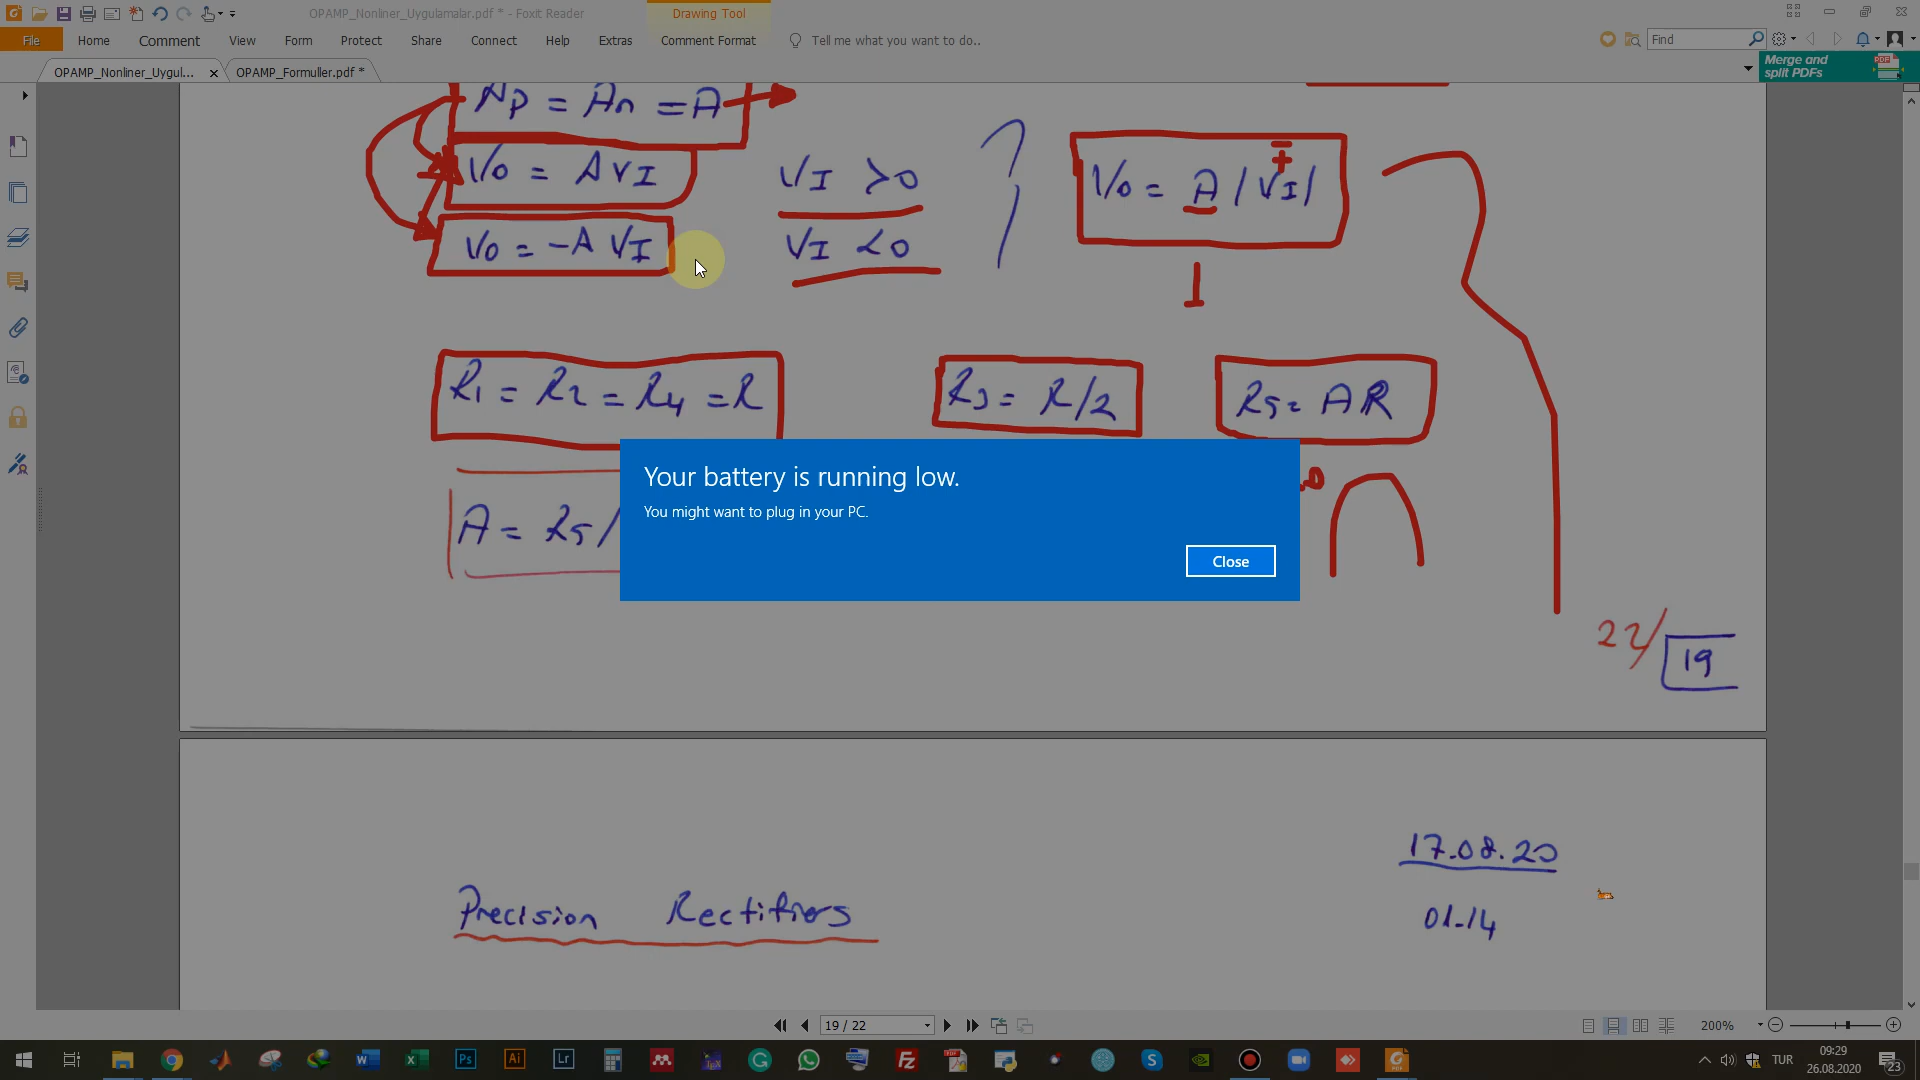 OPAMP_Nonliner_Uygulamalar.pdf * - Foxit Reader
Drawing Tool
File Home Comment View Form Protect Share Connect Help Extras Comment Format Tell me what you want to do.. Find
OPAMP_Nonliner_Uygul... OPAMP_Formuller.pdf *
Merge and split PDFs
Ap = An = A
Vo = A VI VI > 0 Vo = A |VI|
Vo = -A VI VI < 0
R1 = R2 = R4 = R R3 = R/2 R5 = AR
Your battery is running low.
You might want to plug in your PC.
A = R5/
Close
22/ 19
17.08.20
Precision Rectifiers 01.14
19 / 22
200%
TUR
09:29
26.08.2020
23